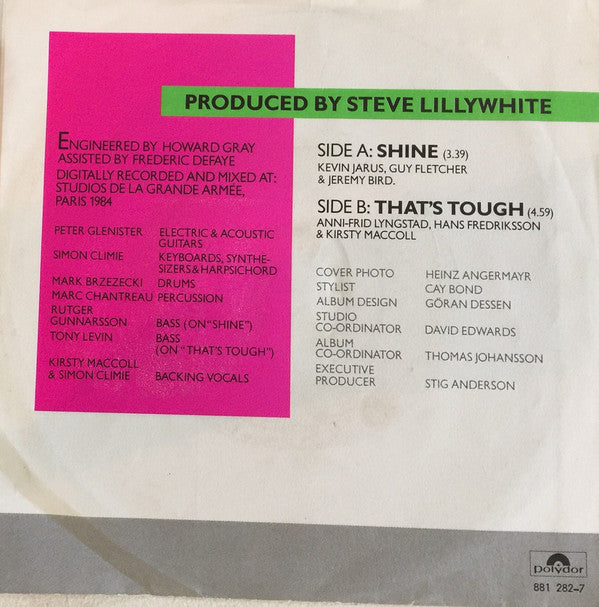 PRODUCED BY STEVE LILLYWHITE
ENGINEERED BY HOWARD GRAY
ASSISTED BY FREDERIC DEFAYE
DIGITALLY RECORDED AND MIXED AT:
STUDIOS DE LA GRANDE ARMÉE,
PARIS 1984
PETER GLENISTER ELECTRIC & ACOUSTIC
GUITARS
SIMON CLIMIE KEYBOARDS, SYNTHE-
SIZERS & HARPSICHORD
MARK BRZEZECKI DRUMS
MARC CHANTREAU PERCUSSION
RUTGER
GUNNARSSON BASS (ON "SHINE")
TONY LEVIN BASS
(ON "THAT'S TOUGH")
KIRSTY MACCOLL
& SIMON CLIMIE BACKING VOCALS
SIDE A: SHINE (3.39)
KEVIN JARUS, GUY FLETCHER
& JEREMY BIRD.
SIDE B: THAT'S TOUGH (4.59)
ANNI-FRID LYNGSTAD, HANS FREDRIKSSON
& KIRSTY MACCOLL
COVER PHOTO HEINZ ANGERMAYR
STYLIST CAY BOND
ALBUM DESIGN GÖRAN DESSEN
STUDIO
CO-ORDINATOR DAVID EDWARDS
ALBUM
CO-ORDINATOR THOMAS JOHANSSON
EXECUTIVE
PRODUCER STIG ANDERSON
polydor
881 282-7